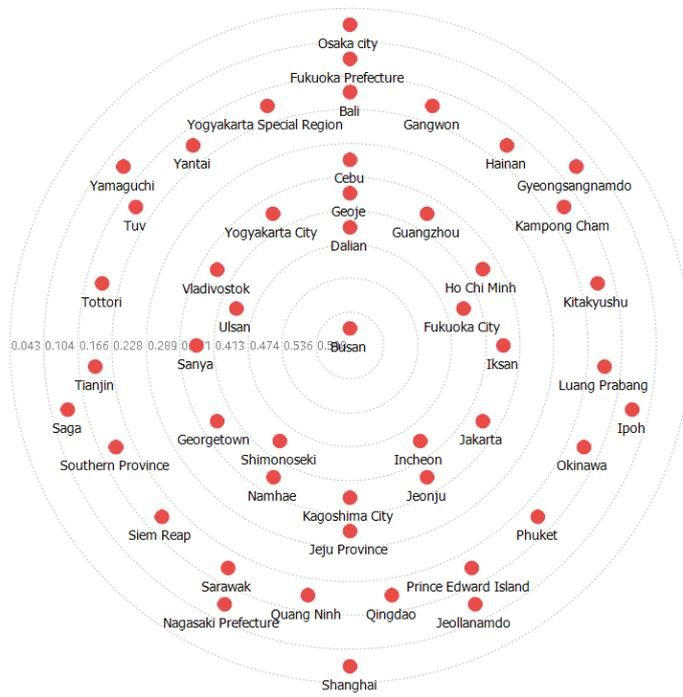 Osaka city
Fukuoka Prefecture
Bali
Yogyakarta Special Region
Gangwon
Yantai
Hainan
Yamaguchi
Cebu
Gyeongsangnamdo
Tuv
Geoje
Kampong Cham
Yogyakarta City
Guangzhou
Dalian
Vladivostok
Ho Chi Minh
Tottori
Kitakyushu
Ulsan
Fukuoka City
0.043 0.104 0.166 0.228 0.289 0.413 0.474 0.536
Busan
Sanya
Iksan
Tianjin
Luang Prabang
Saga
Ipoh
Georgetown
Jakarta
Shimonoseki
Incheon
Southern Province
Okinawa
Namhae
Jeonju
Kagoshima City
Siem Reap
Phuket
Jeju Province
Sarawak
Prince Edward Island
Quang Ninh
Qingdao
Nagasaki Prefecture
Jeollanamdo
Shanghai